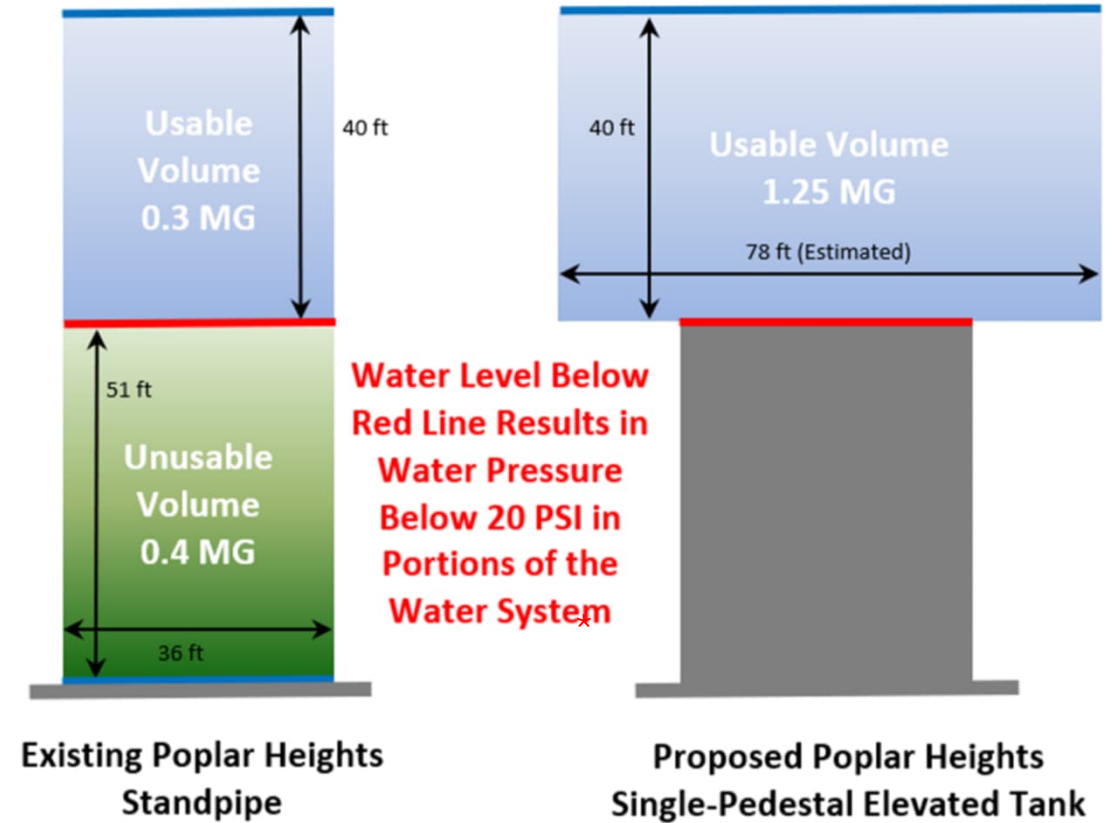 Usable
Volume
0.3 MG
40 ft
51 ft
Unusable
Volume
0.4 MG
36 ft
Existing Poplar Heights
Standpipe
Water Level Below
Red Line Results in
Water Pressure
Below 20 PSI in
Portions of the
Water System
*
40 ft
Usable Volume
1.25 MG
78 ft (Estimated)
Proposed Poplar Heights
Single-Pedestal Elevated Tank